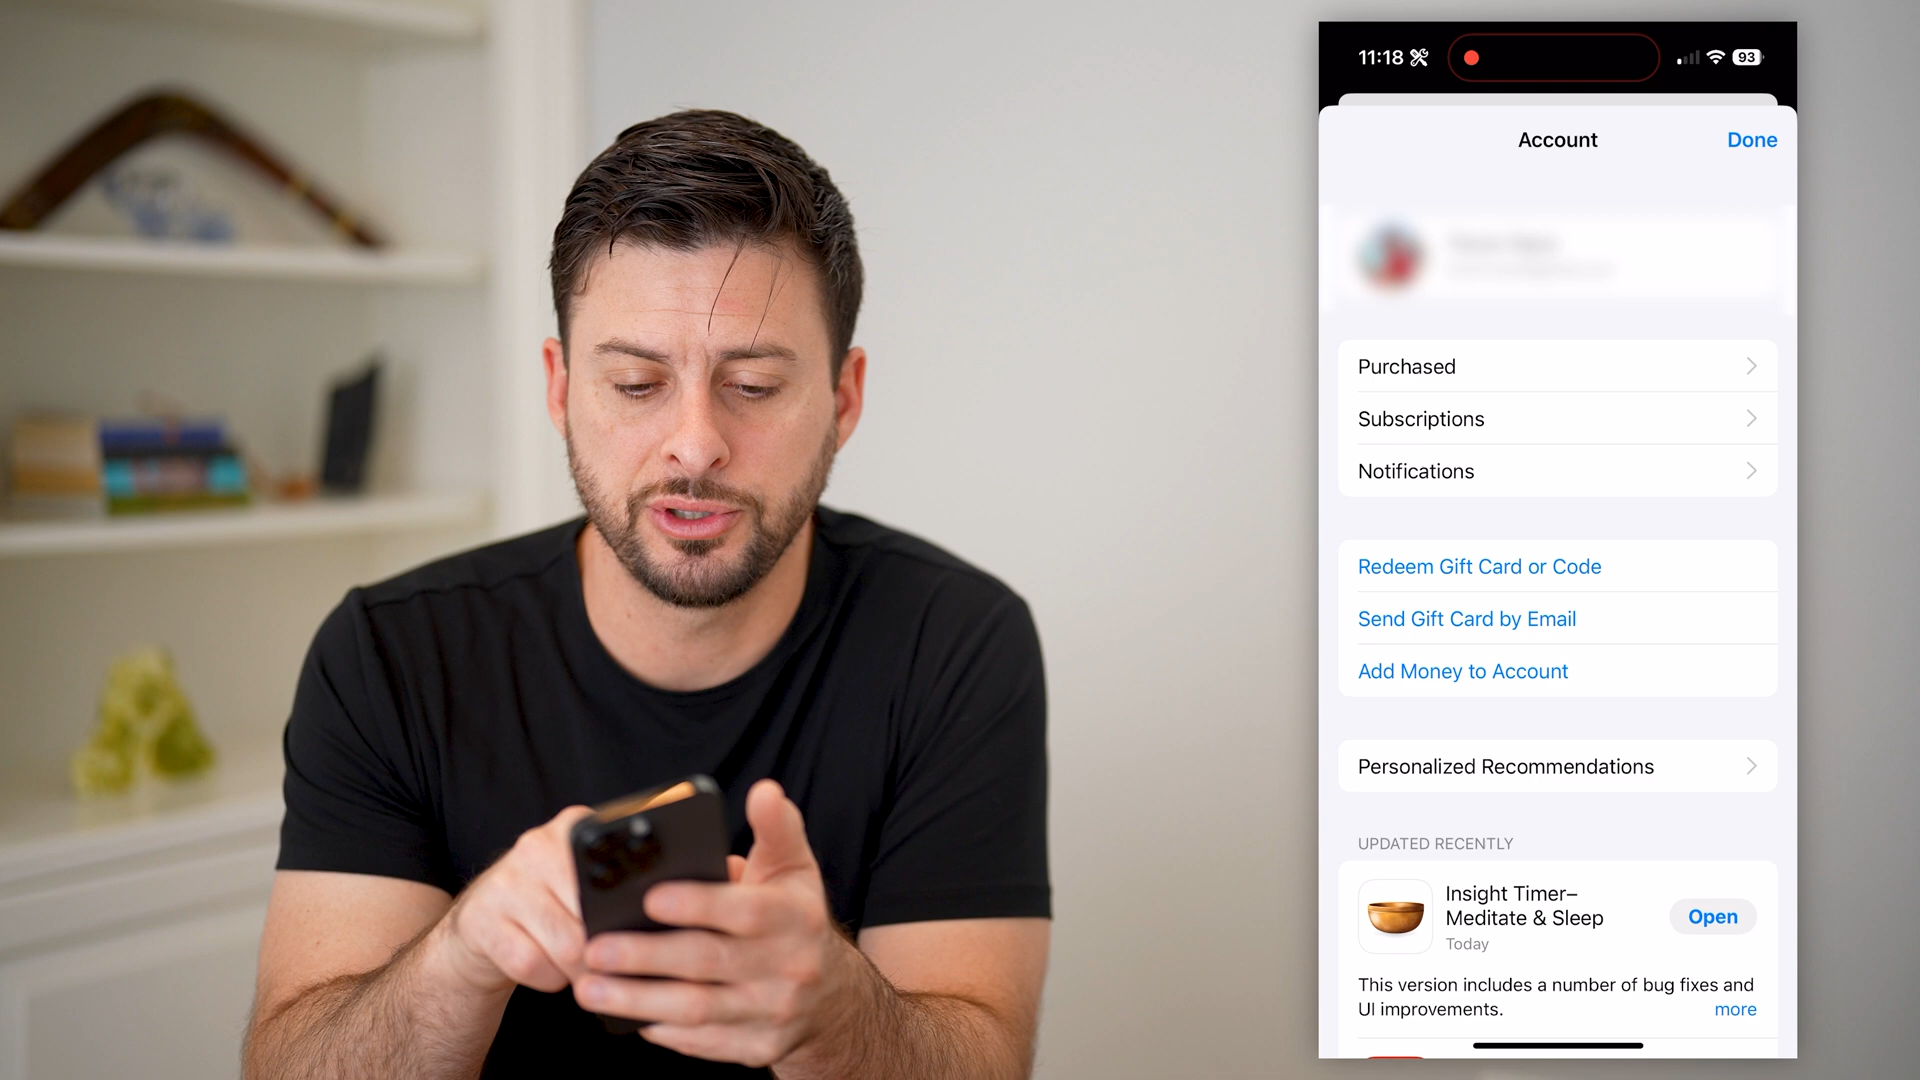 11:18
93
Account
Done
Purchased
Subscriptions
Notifications
Redeem Gift Card or Code
Send Gift Card by Email
Add Money to Account
Personalized Recommendations
UPDATED RECENTLY
Insight Timer–
Meditate & Sleep
Open
Today
This version includes a number of bug fixes and
UI improvements.
more